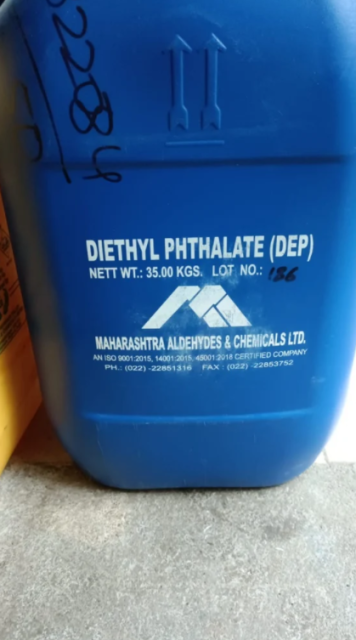 02284
DIETHYL PHTHALATE (DEP)
NETT WT.: 35.00 KGS. LOT NO.: 186
MAHARASHTRA ALDEHYDES & CHEMICALS LTD.
AN ISO 9001:2015, 14001:2015, 45001:2018 CERTIFIED COMPANY
PH.: (022) -22851316 FAX : (022) -22853752